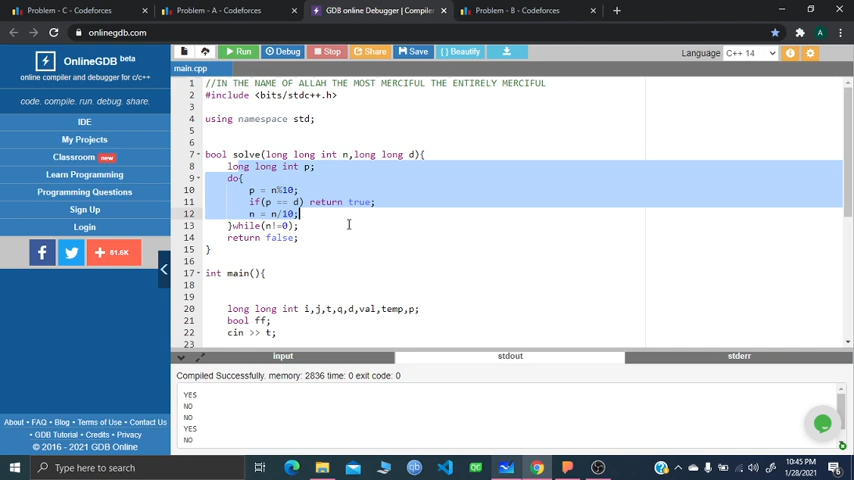 Problem - C - Codeforces
Problem - A - Codeforces
GDB online Debugger | Compiler
Problem - B - Codeforces
onlinegdb.com
A
OnlineGDB beta
online compiler and debugger for c/c++
code. compile. run. debug. share.
IDE
My Projects
Classroom new
Learn Programming
Programming Questions
Sign Up
Login
81.6K
About • FAQ • Blog • Terms of Use • Contact Us
• GDB Tutorial • Credits • Privacy
© 2016 - 2021 GDB Online
Run
Debug
Stop
Share
Save
{ } Beautify
Language C++ 14
main.cpp
1 //IN THE NAME OF ALLAH THE MOST MERCIFUL THE ENTIRELY MERCIFUL
2 #include <bits/stdc++.h>
3
4 using namespace std;
5
6
7 bool solve(long long int n,long long d){
8 long long int p;
9 do{
10 p = n%10;
11 if(p == d) return true;
12 n = n/10;
13 }while(n!=0);
14 return false;
15 }
16
17 int main(){
18
19
20 long long int i,j,t,q,d,val,temp,p;
21 bool ff;
22 cin >> t;
23
input
stdout
stderr
Compiled Successfully. memory: 2836 time: 0 exit code: 0
YES
NO
NO
YES
NO
Type here to search
10:45 PM
1/28/2021